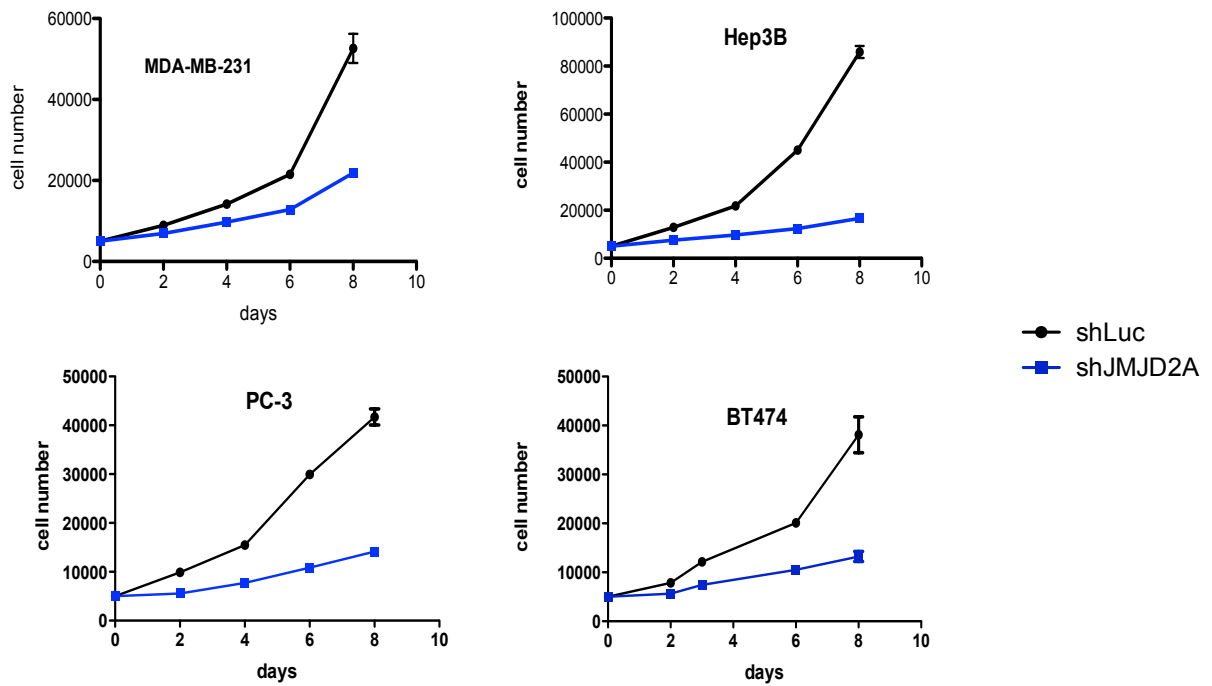 MDA-MB-231
cell number
60000
40000
20000
0
0 2 4 6 8 10
days
Hep3B
cell number
100000
80000
60000
40000
20000
0
0 2 4 6 8 10
shLuc
shJMJD2A
PC-3
cell number
50000
40000
30000
20000
10000
0
0 2 4 6 8 10
days
BT474
cell number
50000
40000
30000
20000
10000
0
0 2 4 6 8 10
days